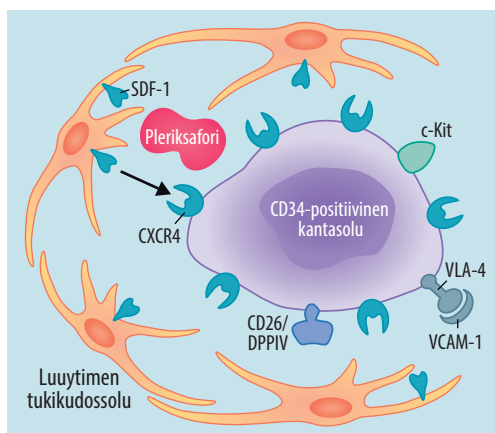 SDF-1
Pleriksafori
c-Kit
CXCR4
CD34-positiivinen
kantasolu
VLA-4
CD26/
DPPIV
VCAM-1
Luuytimen
tukikudossolu